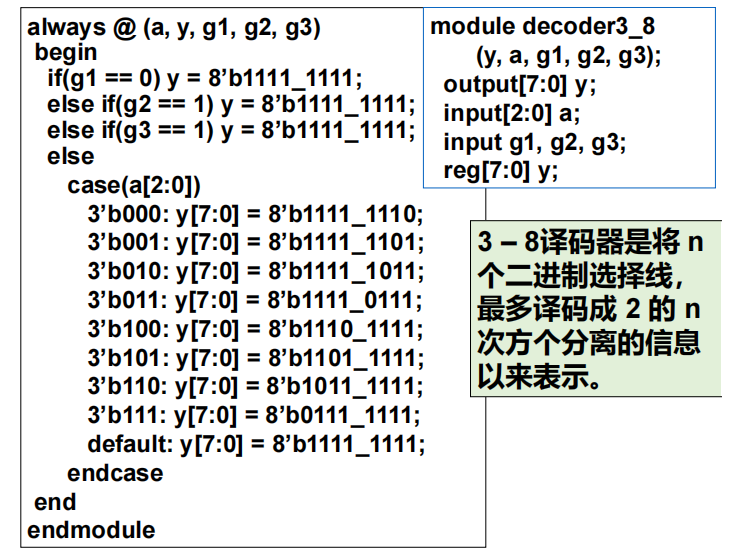 always @ (a, y, g1, g2, g3)
begin
if(g1 == 0) y = 8’b1111_1111;
else if(g2 == 1) y = 8’b1111_1111;
else if(g3 == 1) y = 8’b1111_1111;
else
case(a[2:0])
3’b000: y[7:0] = 8’b1111_1110;
3’b001: y[7:0] = 8’b1111_1101;
3’b010: y[7:0] = 8’b1111_1011;
3’b011: y[7:0] = 8’b1111_0111;
3’b100: y[7:0] = 8’b1110_1111;
3’b101: y[7:0] = 8’b1101_1111;
3’b110: y[7:0] = 8’b1011_1111;
3’b111: y[7:0] = 8’b0111_1111;
default: y[7:0] = 8’b1111_1111;
endcase
end
endmodule
module decoder3_8
(y, a, g1, g2, g3);
output[7:0] y;
input[2:0] a;
input g1, g2, g3;
reg[7:0] y;
3 – 8译码器是将 n
个二进制选择线，
最多译码成 2 的 n
次方个分离的信息
以来表示。